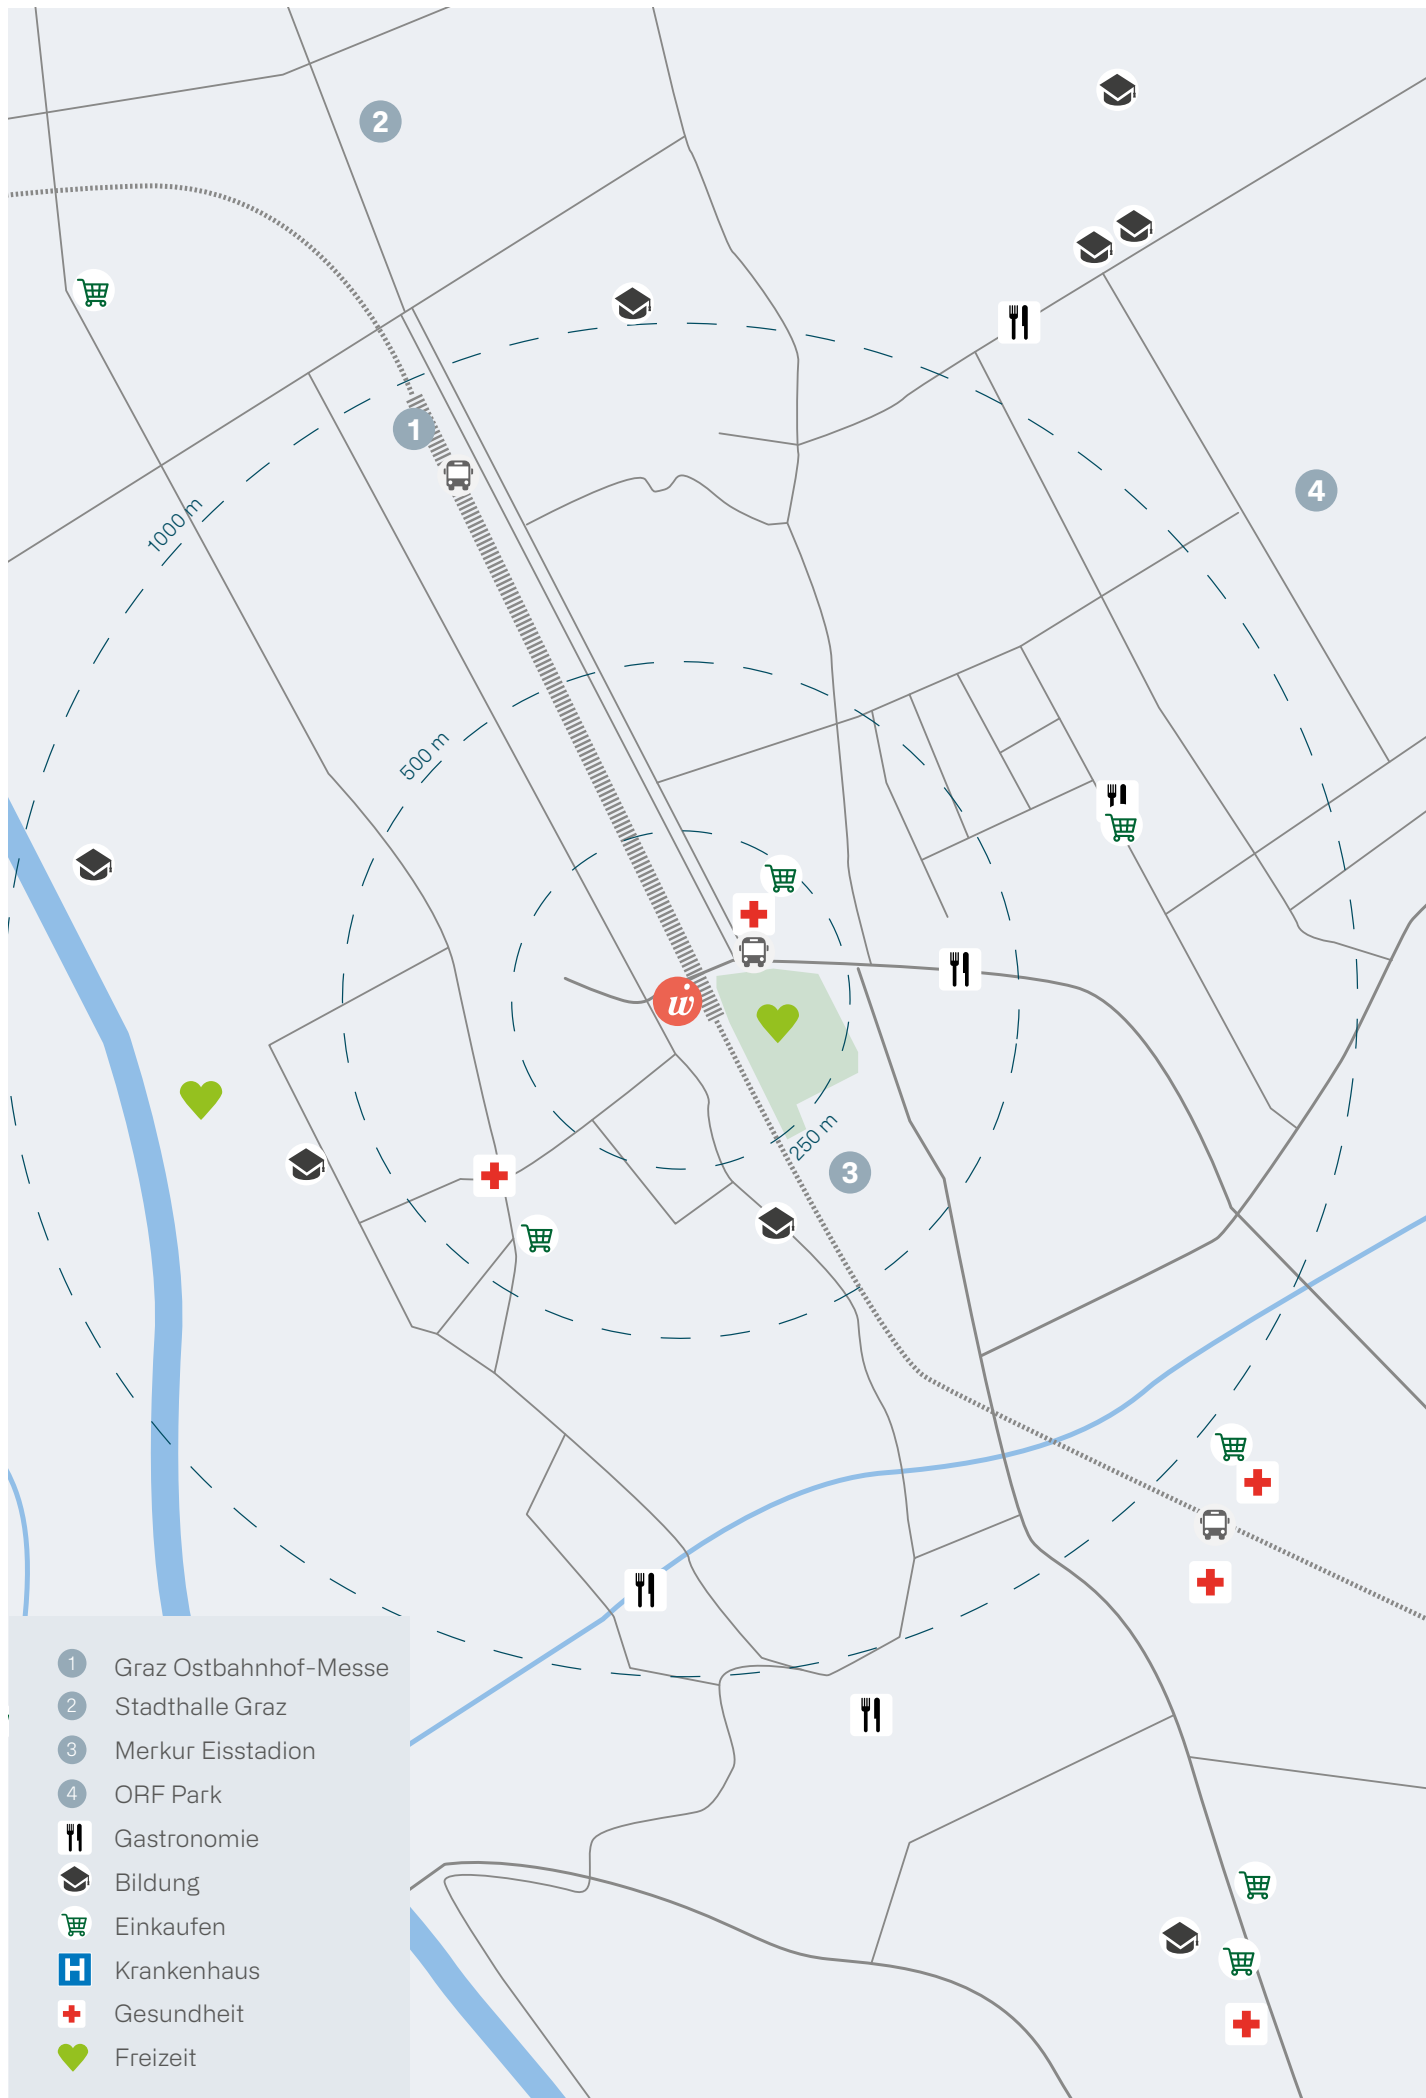 2
1
4
1000 m
500 m
w
250 m
3
1 Graz Ostbahnhof-Messe
2 Stadthalle Graz
3 Merkur Eisstadion
4 ORF Park
Gastronomie
Bildung
Einkaufen
H Krankenhaus
Gesundheit
Freizeit